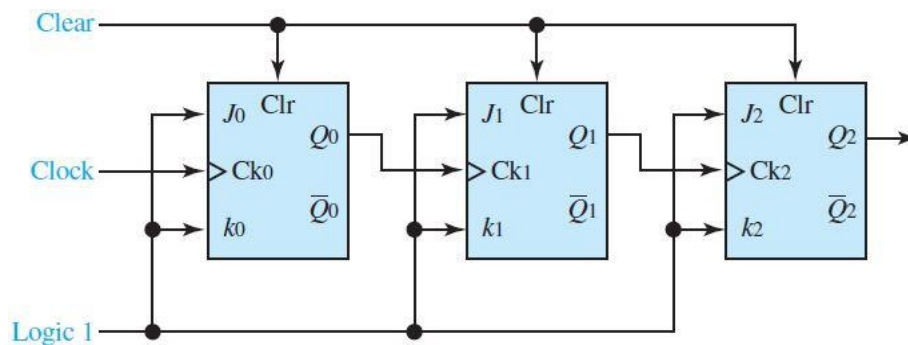 Clear
J0 Clr
Q0
Clock
Ck0
Q̅0
k0
J1 Clr
Q1
Ck1
Q̅1
k1
J2 Clr
Q2
Ck2
Q̅2
k2
Logic 1